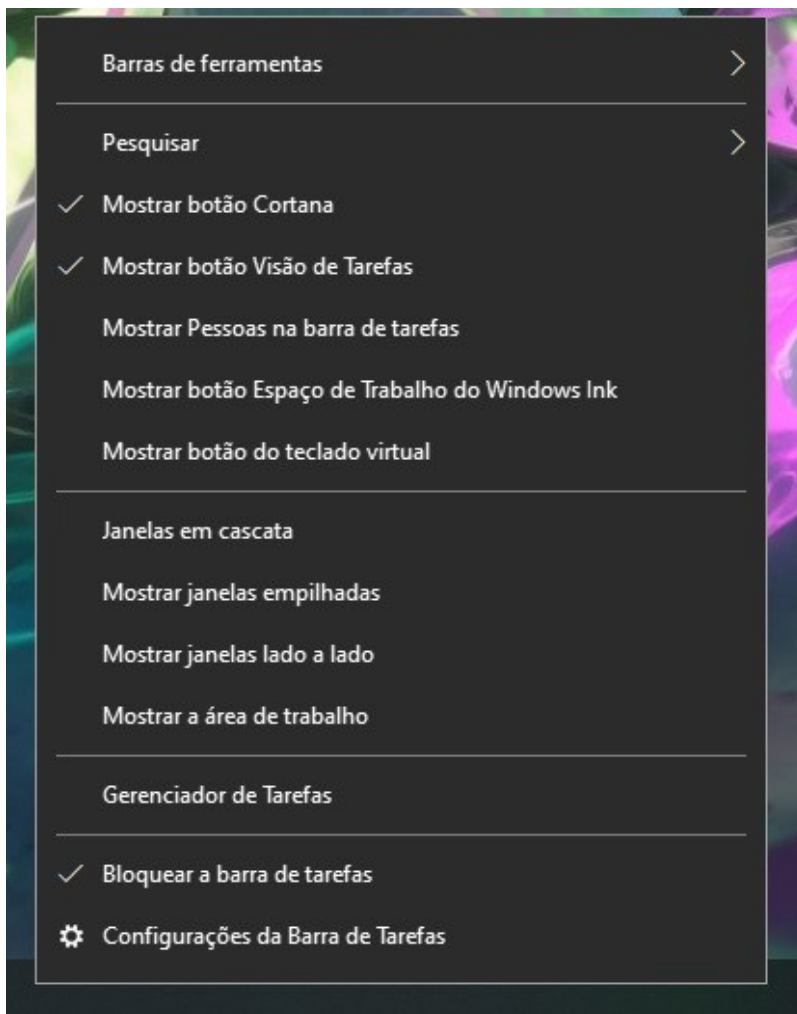 Barras de ferramentas
Pesquisar
Mostrar botão Cortana
Mostrar botão Visão de Tarefas
Mostrar Pessoas na barra de tarefas
Mostrar botão Espaço de Trabalho do Windows Ink
Mostrar botão do teclado virtual
Janelas em cascata
Mostrar janelas empilhadas
Mostrar janelas lado a lado
Mostrar a área de trabalho
Gerenciador de Tarefas
Bloquear a barra de tarefas
Configurações da Barra de Tarefas